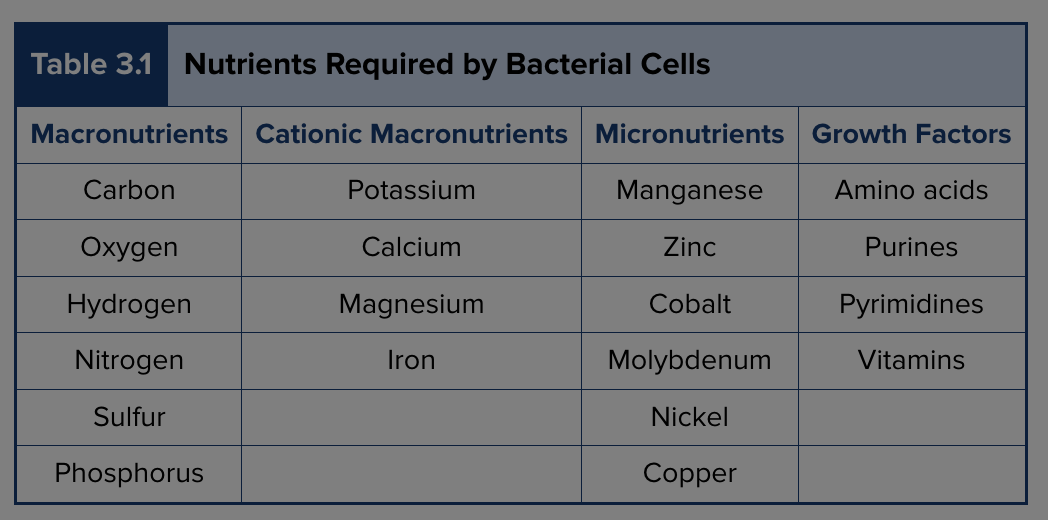 Table 3.1 Nutrients Required by Bacterial Cells
Macronutrients Cationic Macronutrients Micronutrients Growth Factors
Carbon Potassium Manganese Amino acids
Oxygen Calcium Zinc Purines
Hydrogen Magnesium Cobalt Pyrimidines
Nitrogen Iron Molybdenum Vitamins
Sulfur Nickel
Phosphorus Copper